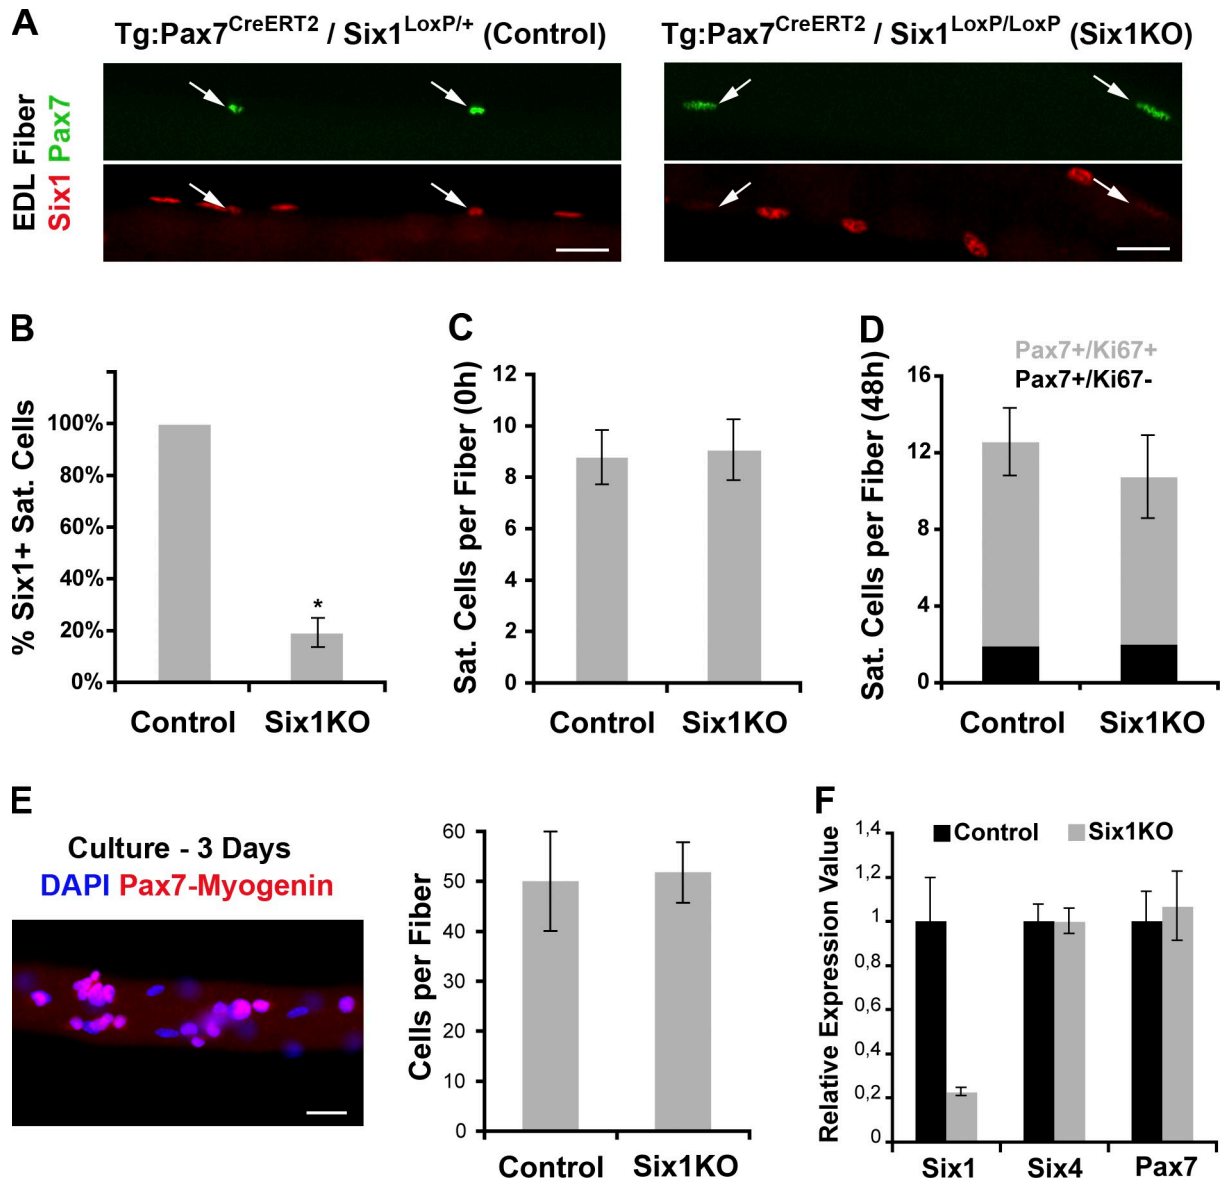 A
Tg:Pax7CreERT2 / Six1LoxP/+ (Control)
Tg:Pax7CreERT2 / Six1LoxP/LoxP (Six1KO)
EDL Fiber
Six1 Pax7
B
% Six1+ Sat. Cells
100%
80%
60%
40%
20%
0%
*
Control Six1KO
C
Sat. Cells per Fiber (0h)
12
10
8
6
4
2
0
Control Six1KO
D
Sat. Cells per Fiber (48h)
Pax7+/Ki67+
Pax7+/Ki67-
16
12
8
4
0
Control Six1KO
E
Culture - 3 Days
DAPI Pax7-Myogenin
Cells per Fiber
60
50
40
30
20
10
0
Control Six1KO
F
Relative Expression Value
Control Six1KO
1,4
1,2
1
0,8
0,6
0,4
0,2
0
Six1 Six4 Pax7